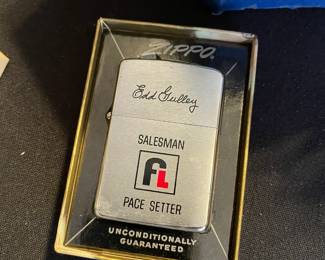 ZIPPO
Edd Gulley
SALESMAN
FL
PACE SETTER
UNCONDITIONALLY
GUARANTEED